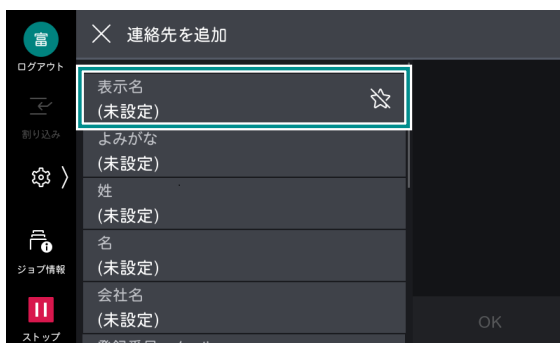 富
ログアウト
割り込み
ジョブ情報
ストップ
連絡先を追加
表示名
(未設定)
よみがな
(未設定)
姓
(未設定)
名
(未設定)
会社名
(未設定)
OK